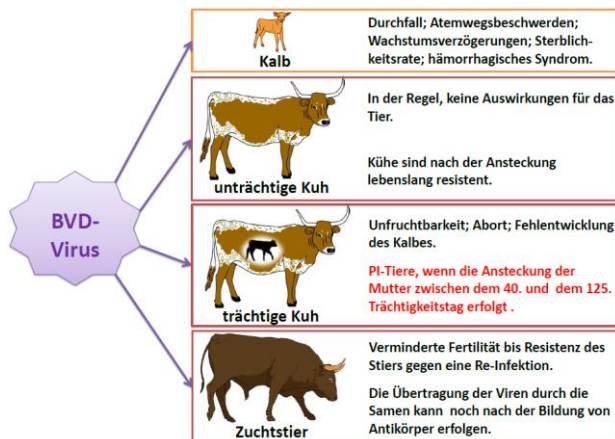 BVD-
Virus
Kalb
Durchfall; Atemwegsbeschwerden;
Wachstumsverzögerungen; Sterblich-
keitsrate; hämorrhagisches Syndrom.
unträchtige Kuh
In der Regel, keine Auswirkungen für das
Tier.
Kühe sind nach der Ansteckung
lebenslang resistent.
trächtige Kuh
Unfruchtbarkeit; Abort; Fehlentwicklung
des Kalbes.
PI-Tiere, wenn die Ansteckung der
Mutter zwischen dem 40. und dem 125.
Trächtigkeitstag erfolgt .
Zuchtstier
Verminderte Fertilität bis Resistenz des
Stiers gegen eine Re-Infektion.
Die Übertragung der Viren durch die
Samen kann noch nach der Bildung von
Antikörper erfolgen.